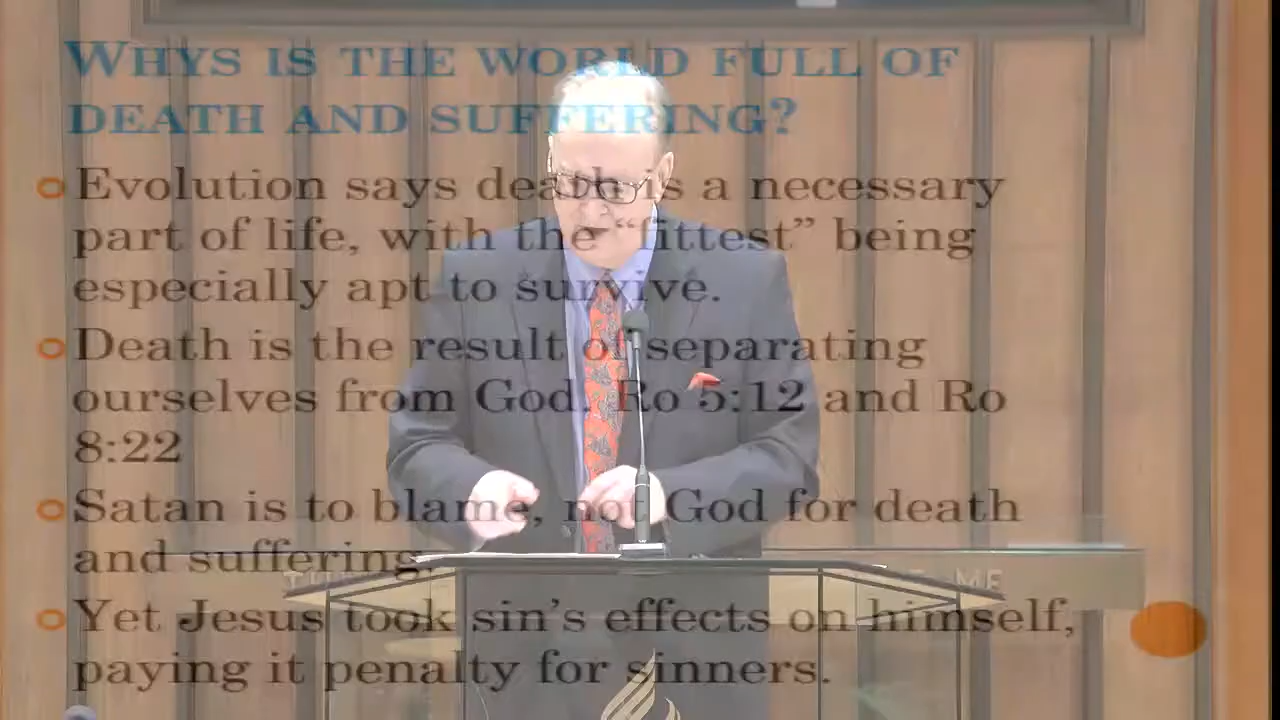 WHYS IS THE WORLD FULL OF
DEATH AND SUFFERING?
Evolution says death is a necessary
part of life, with the “fittest” being
especially apt to survive.
Death is the result of separating
ourselves from God. Ro 5:12 and Ro
8:22
Satan is to blame, not God for death
and suffering.
Yet Jesus took sin’s effects on himself,
paying it penalty for sinners.
ME